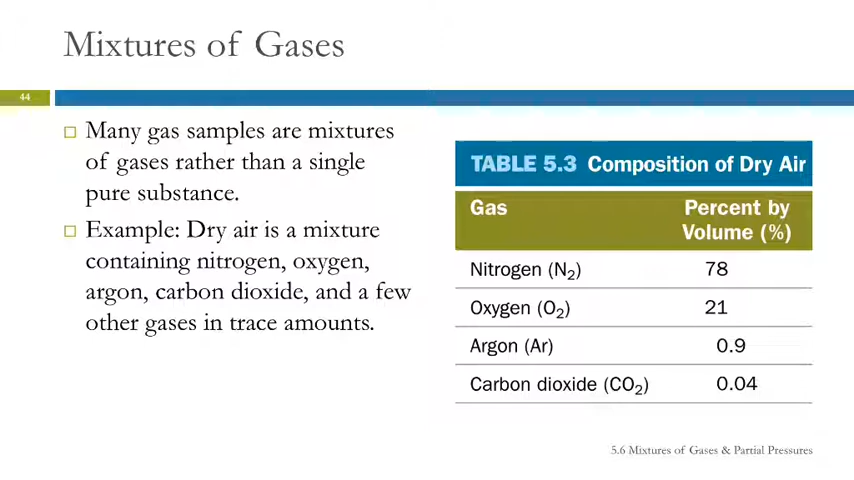 Mixtures of Gases
44
□ Many gas samples are mixtures
of gases rather than a single
pure substance.
□ Example: Dry air is a mixture
containing nitrogen, oxygen,
argon, carbon dioxide, and a few
other gases in trace amounts.
TABLE 5.3 Composition of Dry Air
Gas Percent by
Volume (%)
Nitrogen (N₂) 78
Oxygen (O₂) 21
Argon (Ar) 0.9
Carbon dioxide (CO₂) 0.04
5.6 Mixtures of Gases & Partial Pressures